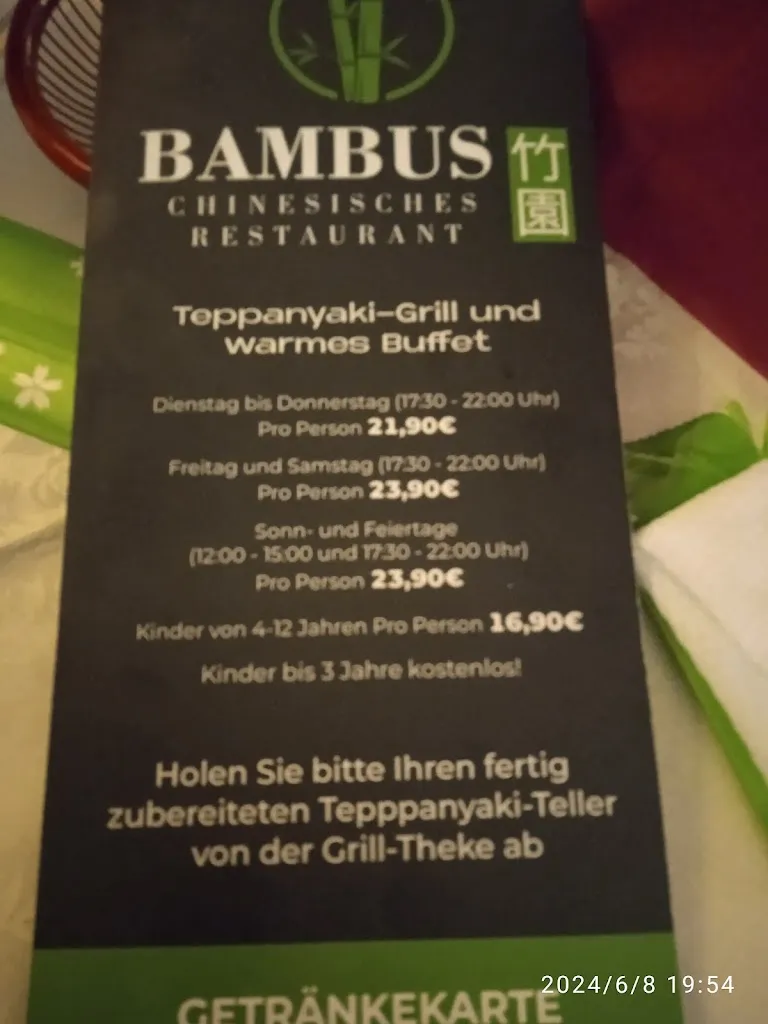 BAMBUS
竹園
CHINESISCHES
RESTAURANT
Teppanyaki-Grill und
warmes Buffet
Dienstag bis Donnerstag (17:30 - 22:00 Uhr)
Pro Person 21,90€
Freitag und Samstag (17:30 - 22:00 Uhr)
Pro Person 23,90€
Sonn- und Feiertage
(12:00 - 15:00 und 17:30 - 22:00 Uhr)
Pro Person 23,90€
Kinder von 4-12 Jahren Pro Person 16,90€
Kinder bis 3 Jahre kostenlos!
Holen Sie bitte Ihren fertig
zubereiteten Tepppanyaki-Teller
von der Grill-Theke ab
GETRÄNKEKARTE
2024/6/8 19:54